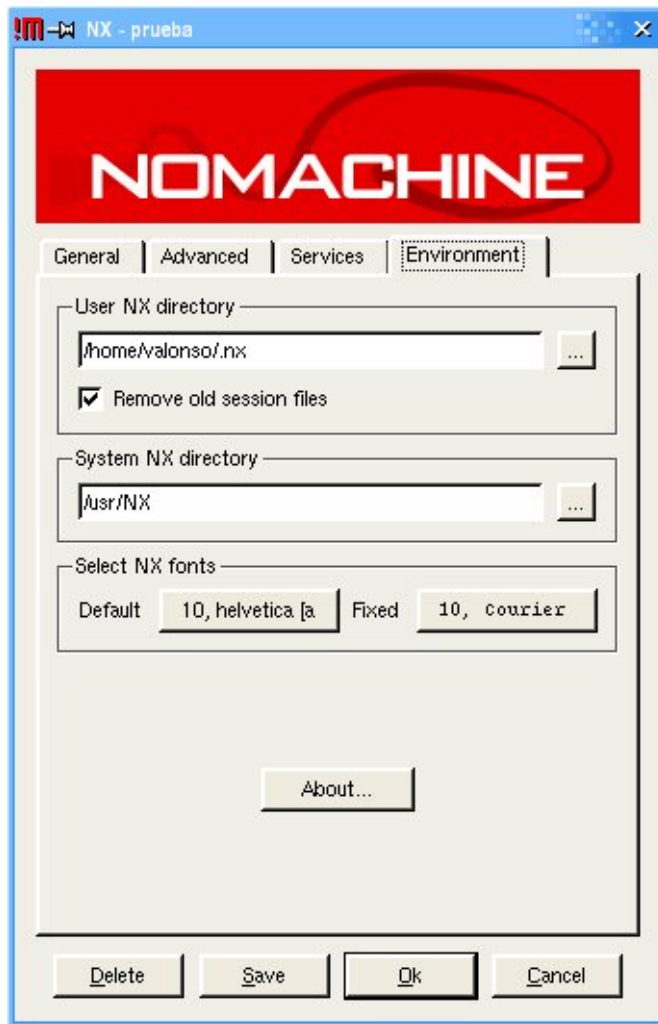 !M NX - prueba
NOMACHINE
General Advanced Services Environment
User NX directory
/home/valonso/.nx ...
Remove old session files
System NX directory
/usr/NX ...
Select NX fonts
Default 10, helvetica [a Fixed 10, Courier
About...
Delete Save Ok Cancel